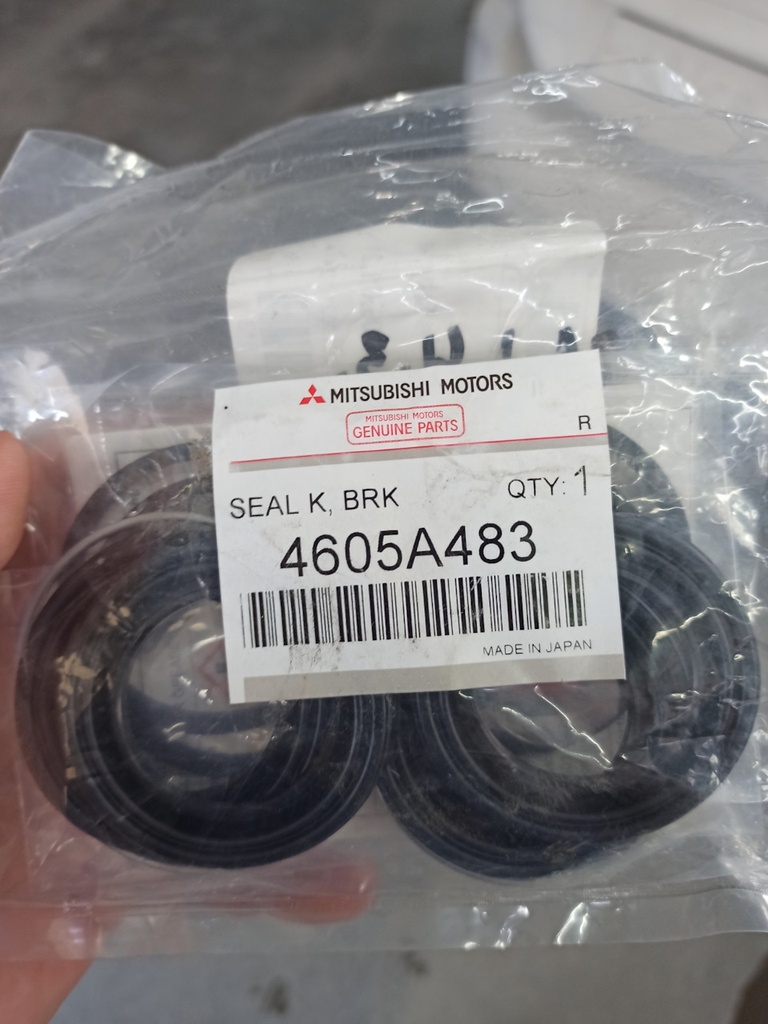 MITSUBISHI MOTORS
MITSUBISHI MOTORS
GENUINE PARTS
R
SEAL K, BRK
QTY: 1
4605A483
MADE IN JAPAN